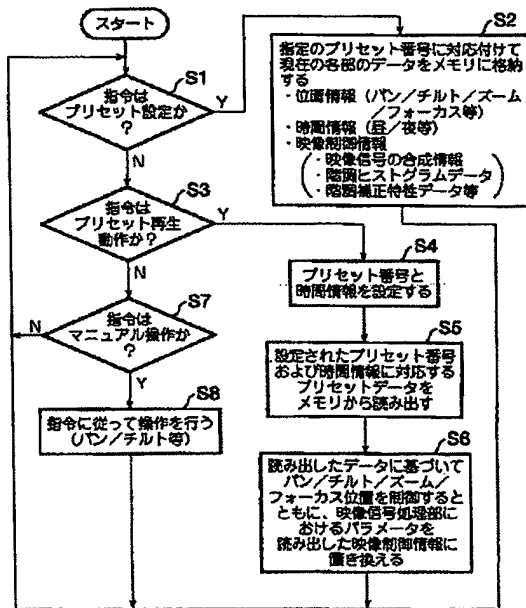 スタート
S1
指令は
プリセット設定か
?
Y
N
S2
指定のプリセット番号に対応付けて
現在の各部のデータをメモリに格納
する
・位置情報(パン/チルト/ズーム
/フォーカス等)
・時間情報(昼/夜等)
・映像制御情報
(・映像信号の合成情報
・階調ヒストグラムデータ
・階調補正特性データ等)
S3
指令は
プリセット再生
動作か?
Y
N
S4
プリセット番号と
時間情報を設定する
S7
指令は
マニュアル操作か
?
N
Y
S5
設定されたプリセット番号
および時間情報に対応する
プリセットデータを
メモリから読み出す
S8
指令に従って操作を行う
(パン/チルト等)
S6
読み出したデータに基づいて
パン/チルト/ズーム/
フォーカス位置を制御すると
ともに、映像信号処理部に
おけるパラメータを
読み出した映像制御情報に
置き換える